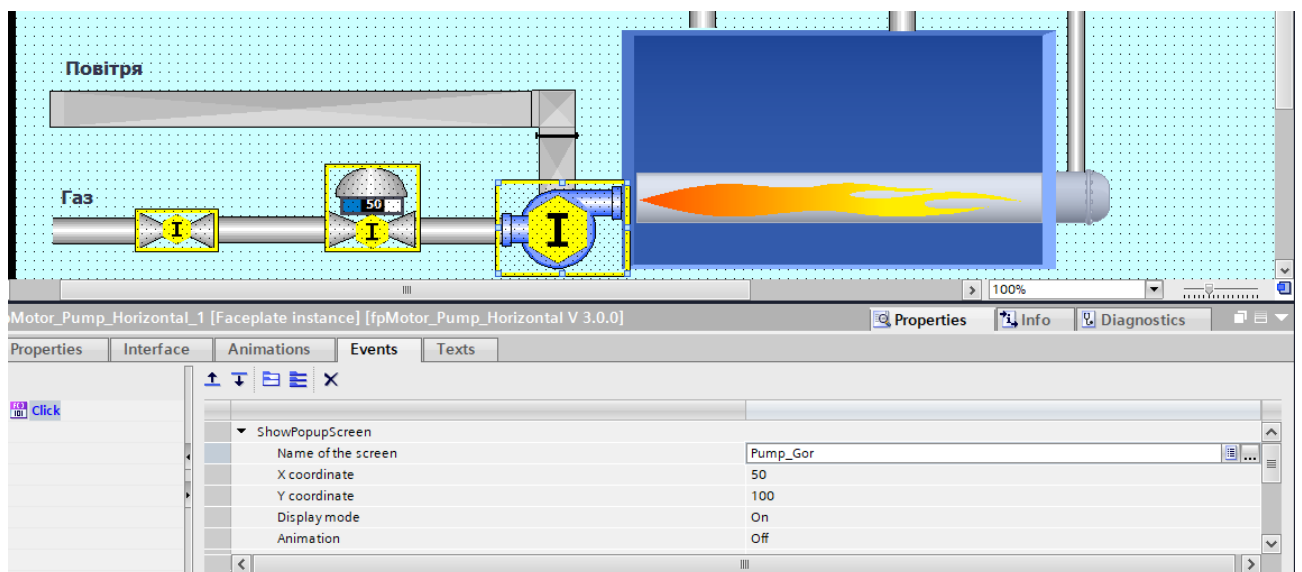 Повітря
Газ
50
I
I
I
100%
Motor_Pump_Horizontal_1 [Faceplate instance] [fpMotor_Pump_Horizontal V 3.0.0]
Properties Info Diagnostics
Properties Interface Animations Events Texts
Click
ShowPopupScreen
Name of the screen Pump_Gor
X coordinate 50
Y coordinate 100
Display mode On
Animation Off